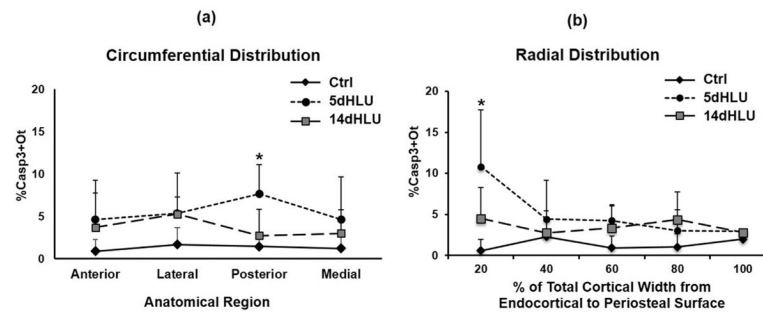 (a)
Circumferential Distribution
Ctrl
5dHLU
14dHLU
%Casp3+Ot
20
15
10
5
0
*
Anterior Lateral Posterior Medial
Anatomical Region
(b)
Radial Distribution
Ctrl
5dHLU
14dHLU
%Casp3+Ot
20
15
10
5
0
*
20 40 60 80 100
% of Total Cortical Width from
Endocortical to Periosteal Surface